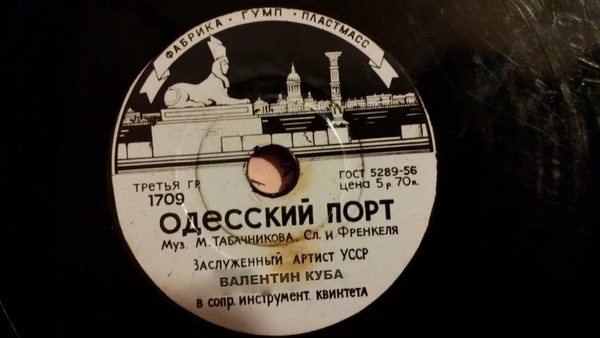 ФАБРИКА · ГУМП · ПЛАСТМАСС
ТРЕТЬЯ ГР
1709
ГОСТ 5289-56
цена 5 р. 70 к.
ОДЕССКИЙ ПОРТ
Муз. М. ТАБАЧНИКОВА. Сл. И ФРЕНКЕЛЯ
ЗАСЛУЖЕННЫЙ АРТИСТ УССР
ВАЛЕНТИН КУБА
В СОПР. ИНСТРУМЕНТ. КВИНТЕТА